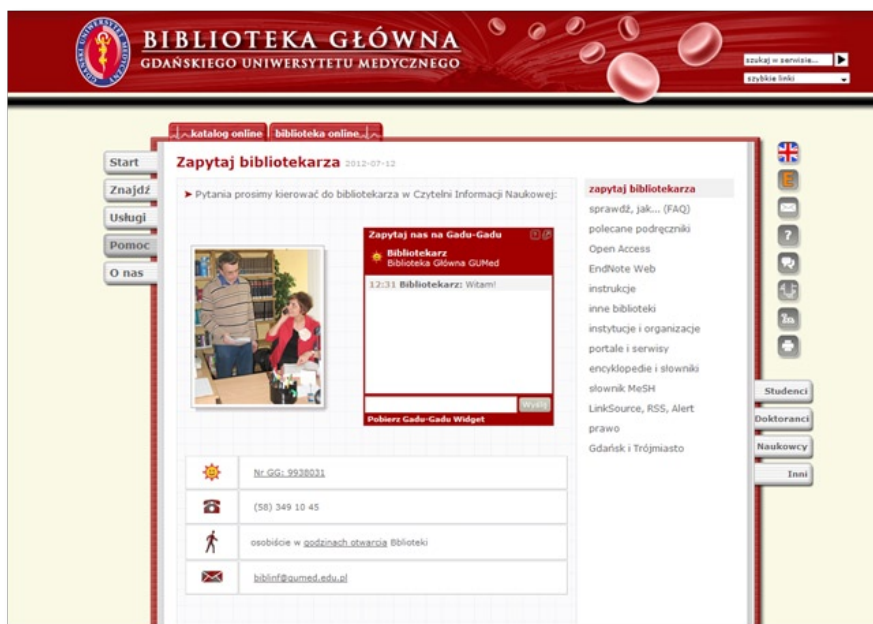 BIBLIOTEKA GŁÓWNA
GDAŃSKIEGO UNIWERSYTETU MEDYCZNEGO
GDAŃSKI UNIWERSYTET MEDYCZNY
szukaj w serwisie...
szybkie linki
katalog online
biblioteka online
Start
Znajdź
Usługi
Pomoc
O nas
Zapytaj bibliotekarza 2012-07-12
Pytania prosimy kierować do bibliotekarza w Czytelni Informacji Naukowej:
Zapytaj nas na Gadu-Gadu
Bibliotekarz
Biblioteka Główna GUMed
12:31 Bibliotekarz: Witam!
Wyślij
Pobierz Gadu-Gadu Widget
Nr GG: 9938031
(58) 349 10 45
osobiście w godzinach otwarcia Bblioteki
biblinf@gumed.edu.pl
zapytaj bibliotekarza
sprawdź, jak... (FAQ)
polecane podręczniki
Open Access
EndNote Web
instrukcje
inne biblioteki
instytucje i organizacje
portale i serwisy
encyklopedie i słowniki
słownik MeSH
LinkSource, RSS, Alert
prawo
Gdańsk i Trójmiasto
E
?
Studenci
Doktoranci
Naukowcy
Inni